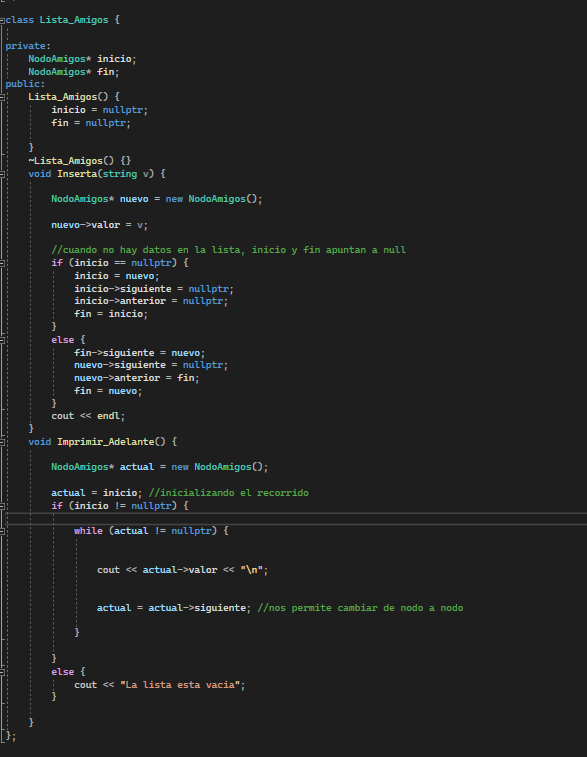 class Lista_Amigos {
private:
NodoAmigos* inicio;
NodoAmigos* fin;
public:
Lista_Amigos() {
inicio = nullptr;
fin = nullptr;
}
~Lista_Amigos() {}
void Inserta(string v) {
NodoAmigos* nuevo = new NodoAmigos();
nuevo->valor = v;
//cuando no hay datos en la lista, inicio y fin apuntan a null
if (inicio == nullptr) {
inicio = nuevo;
inicio->siguiente = nullptr;
inicio->anterior = nullptr;
fin = inicio;
}
else {
fin->siguiente = nuevo;
nuevo->siguiente = nullptr;
nuevo->anterior = fin;
fin = nuevo;
}
cout << endl;
}
void Imprimir_Adelante() {
NodoAmigos* actual = new NodoAmigos();
actual = inicio; //inicializando el recorrido
if (inicio != nullptr) {
while (actual != nullptr) {
cout << actual->valor << "\n";
actual = actual->siguiente; //nos permite cambiar de nodo a nodo
}
}
else {
cout << "La lista esta vacia";
}
}
};